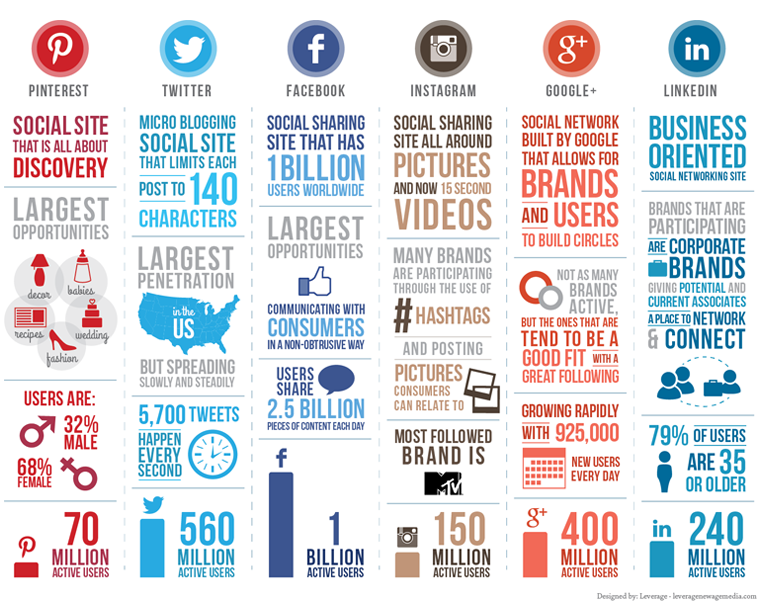 PINTEREST
SOCIAL SITE
THAT IS ALL ABOUT
DISCOVERY
LARGEST
OPPORTUNITIES
decor
babies
recipes
wedding
fashion
USERS ARE:
32%
MALE
68%
FEMALE
70
MILLION
ACTIVE USERS
TWITTER
MICRO BLOGGING
SOCIAL SITE
THAT LIMITS EACH
POST TO 140
CHARACTERS
LARGEST
PENETRATION
in the
US
BUT SPREADING
SLOWLY AND STEADILY
5,700 TWEETS
HAPPEN
EVERY
SECOND
560
MILLION
ACTIVE USERS
f
FACEBOOK
SOCIAL SHARING
SITE THAT HAS
1 BILLION
USERS WORLDWIDE
LARGEST
OPPORTUNITIES
COMMUNICATING WITH
CONSUMERS
IN A NON-OBTRUSIVE WAY
USERS
SHARE
2.5 BILLION
PIECES OF CONTENT EACH DAY
f
1
BILLION
ACTIVE USERS
INSTAGRAM
SOCIAL SHARING
SITE ALL AROUND
PICTURES
AND NOW 15 SECOND
VIDEOS
MANY BRANDS
ARE PARTICIPATING
THROUGH THE USE OF
# HASHTAGS
AND POSTING
PICTURES
CONSUMERS
CAN RELATE TO
MOST FOLLOWED
BRAND IS
MTV
150
MILLION
ACTIVE USERS
g+
GOOGLE+
SOCIAL NETWORK
BUILT BY GOOGLE
THAT ALLOWS FOR
BRANDS
AND USERS
TO BUILD CIRCLES
NOT AS MANY
BRANDS
ACTIVE,
BUT THE ONES THAT ARE
TEND TO BE A
GOOD FIT WITH A
GREAT FOLLOWING
GROWING RAPIDLY
WITH 925,000
NEW USERS
EVERY DAY
g+
400
MILLION
ACTIVE USERS
in
LINKEDIN
BUSINESS
ORIENTED
SOCIAL NETWORKING SITE
BRANDS THAT ARE
PARTICIPATING
ARE CORPORATE
BRANDS
GIVING POTENTIAL AND
CURRENT ASSOCIATES
A PLACE TO NETWORK
& CONNECT
79% OF USERS
ARE 35
OR OLDER
in
240
MILLION
ACTIVE USERS
Designed by: Leverage - leveragenewagemedia.com